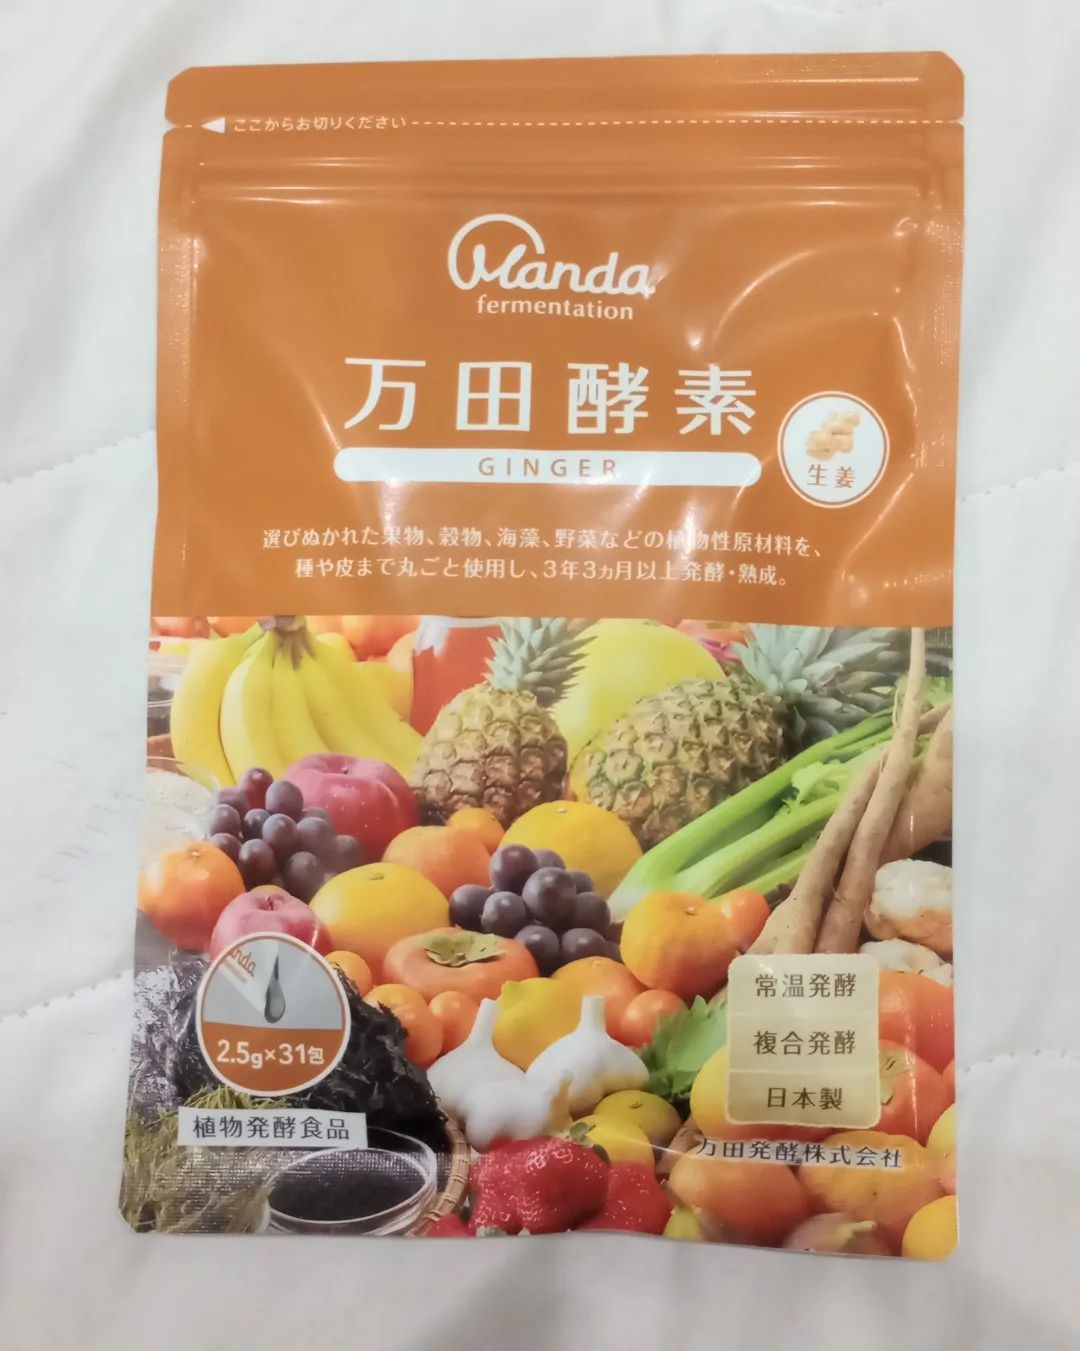 ここからお切りください
Manda
fermentation
万田酵素
GINGER
生姜
選びぬかれた果物、穀物、海藻、野菜などの植物性原材料を、
種や皮まで丸ごと使用し、3年3ヵ月以上発酵・熟成。
anda
2.5g×31包
植物発酵食品
常温発酵
複合発酵
日本製
万田発酵株式会社